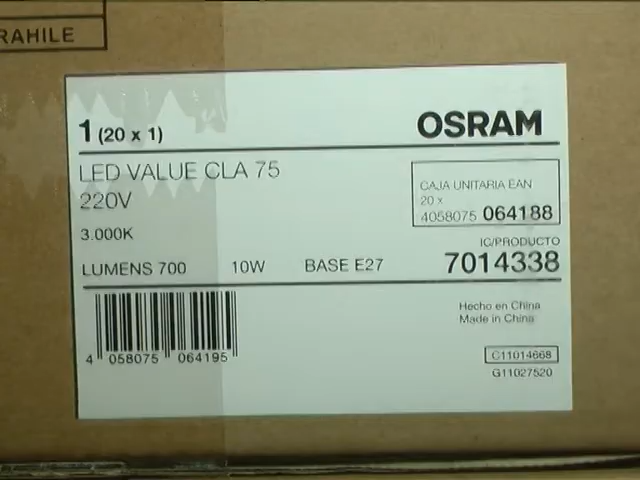 RAHILE
1 (20 x 1)
OSRAM
LED VALUE CLA 75
220V
3.000K
LUMENS 700 10W BASE E27
CAJA UNITARIA EAN
20 x
4058075 064188
IC/PRODUCTO
7014338
4 058075 064195
Hecho en China
Made in China
C11014668
G11027520